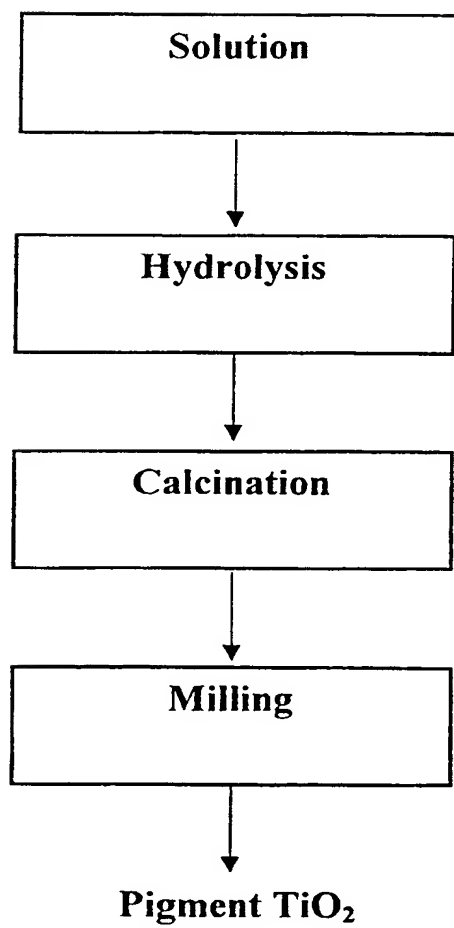 Solution
Hydrolysis
Calcination
Milling
Pigment TiO₂